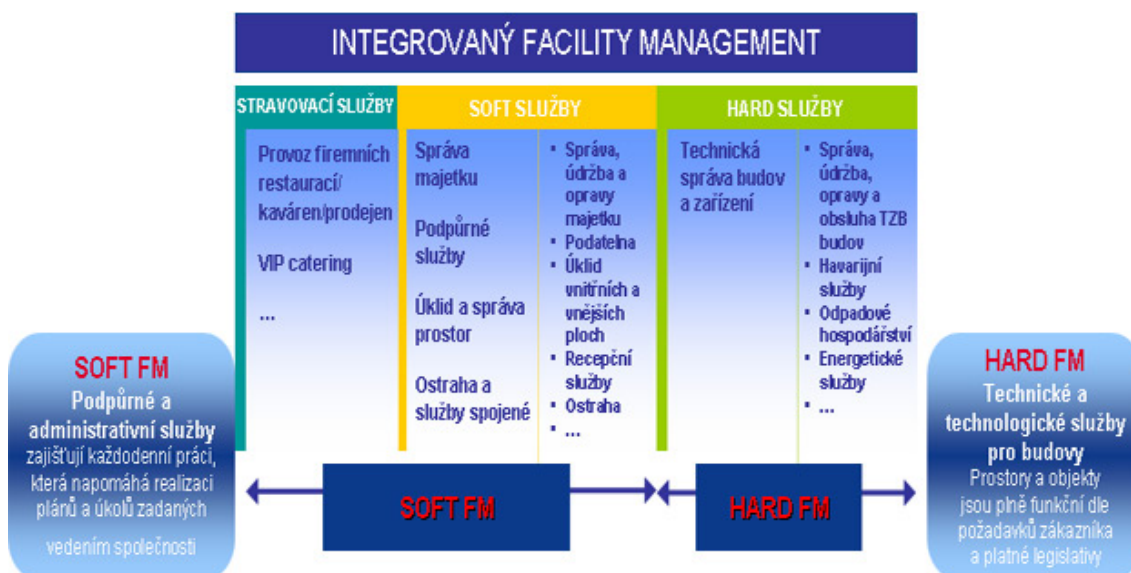 INTEGROVANÝ FACILITY MANAGEMENT
STRAVOVACÍ SLUŽBY
Provoz firemních
restaurací/
kaváren/prodejen
VIP catering
...
SOFT SLUŽBY
Správa
majetku
Podpůrné
služby
Úklid a správa
prostor
Ostraha a
služby spojené
▪ Správa,
údržba a
opravy
majetku
▪ Podatelna
▪ Úklid
vnitřních a
vnějších
ploch
▪ Recepční
služby
▪ Ostraha
▪ ...
HARD SLUŽBY
Technická
správa budov
a zařízení
▪ Správa,
údržba,
opravy a
obsluha TZB
budov
▪ Havarijní
služby
▪ Odpadové
hospodářství
▪ Energetické
služby
▪ ...
SOFT FM
Podpůrné a
administrativní služby
zajišťují každodenní práci,
která napomáhá realizaci
plánů a úkolů zadaných
vedením společnosti
SOFT FM
HARD FM
HARD FM
Technické a
technologické služby
pro budovy
Prostory a objekty
jsou plně funkční dle
požadavků zákazníka
a platné legislativy